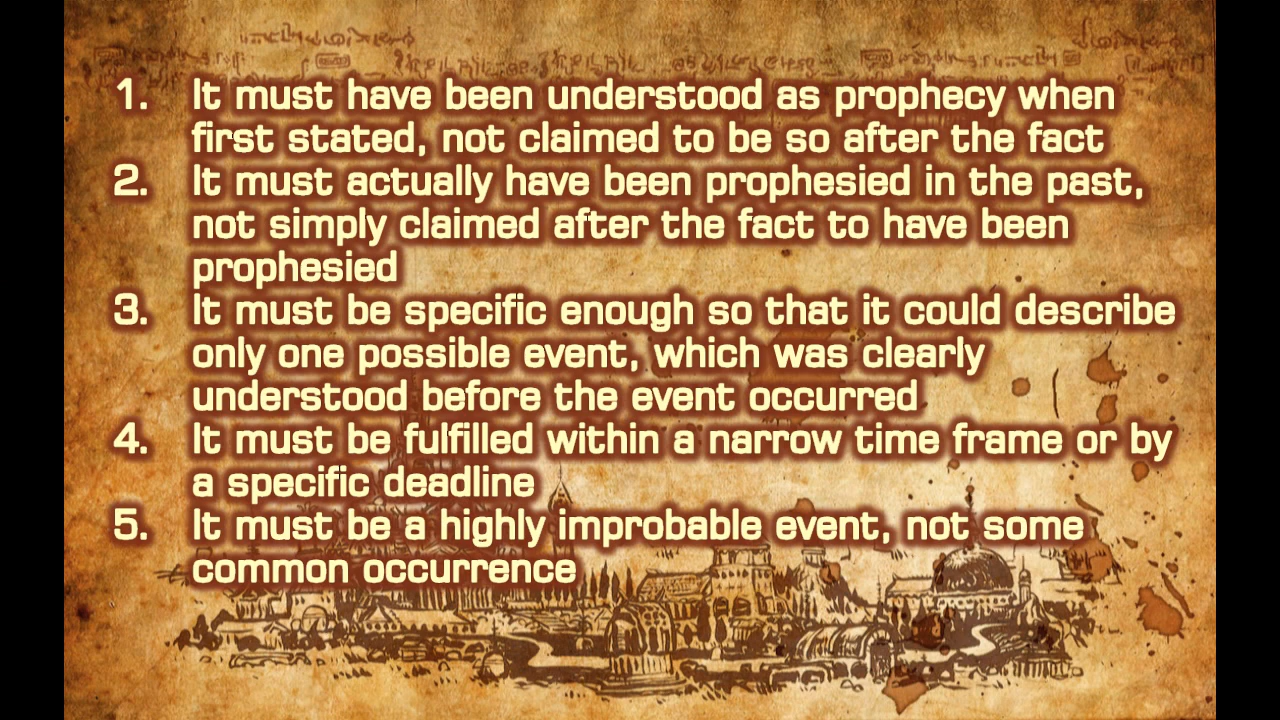 1. It must have been understood as prophecy when
first stated, not claimed to be so after the fact
2. It must actually have been prophesied in the past,
not simply claimed after the fact to have been
prophesied
3. It must be specific enough so that it could describe
only one possible event, which was clearly
understood before the event occurred
4. It must be fulfilled within a narrow time frame or by
a specific deadline
5. It must be a highly improbable event, not some
common occurrence